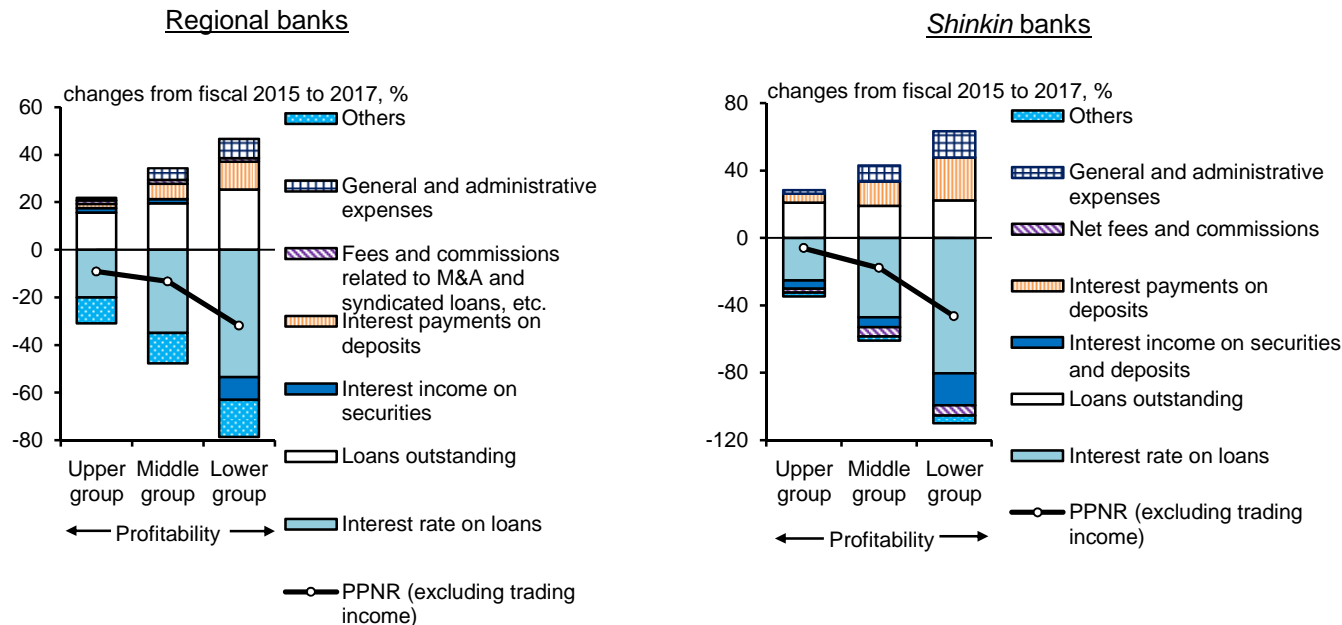 Regional banks
changes from fiscal 2015 to 2017, %
60
40
20
0
-20
-40
-60
-80
Upper group
Middle group
Lower group
Profitability
Others
General and administrative
expenses
Fees and commissions
related to M&A and
syndicated loans, etc.
Interest payments on
deposits
Interest income on
securities
Loans outstanding
Interest rate on loans
PPNR (excluding trading
income)
Shinkin banks
changes from fiscal 2015 to 2017, %
80
40
0
-40
-80
-120
Upper group
Middle group
Lower group
Profitability
Others
General and administrative
expenses
Net fees and commissions
Interest payments on
deposits
Interest income on securities
and deposits
Loans outstanding
Interest rate on loans
PPNR (excluding trading
income)